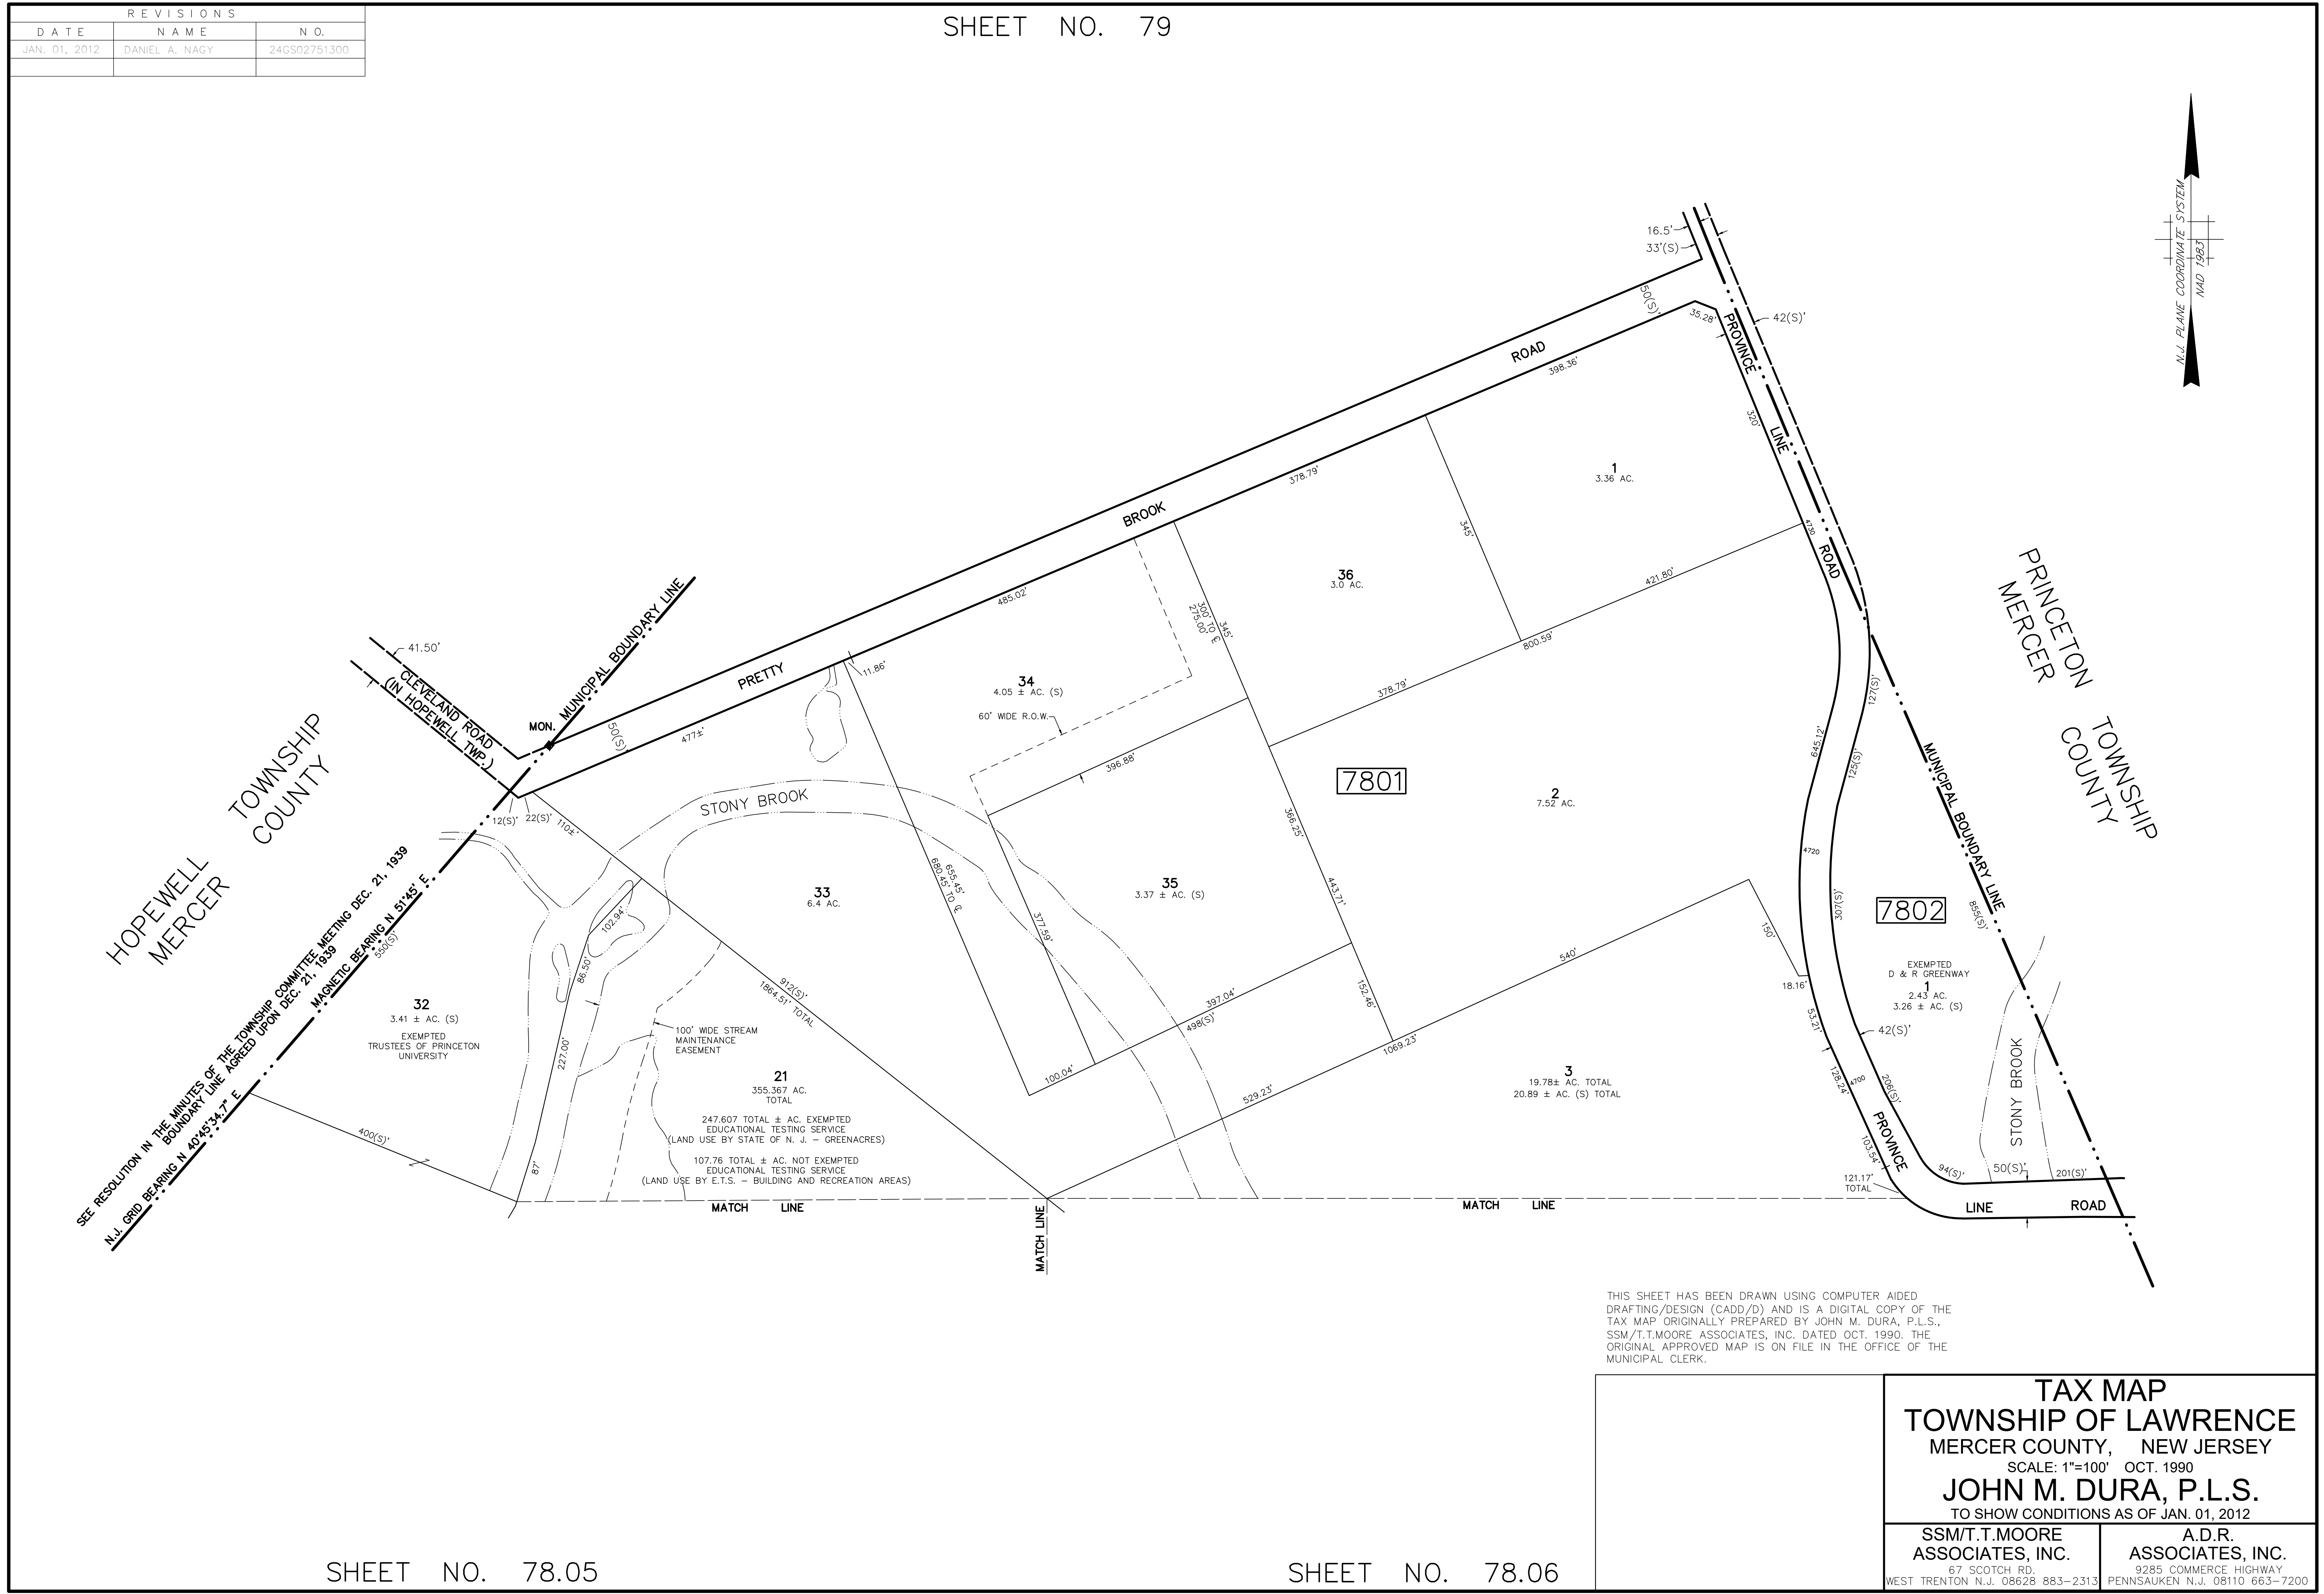 REVISIONS
DATE NAME NO.
JAN. 01, 2012 DANIEL A. NAGY 24GS02751300
SHEET NO. 79
N.J. PLANE COORDINATE SYSTEM
NAD 1983
16.5'
33'(S)
50(S)'
35.28'
42(S)'
PROVINCE
LINE
ROAD
320'
4730
ROAD
398.36'
1
3.36 AC.
BROOK
378.79'
345'
421.80'
36
3.0 AC.
800.59'
378.79'
300' TO ℄
275.00'
345'
485.02'
34
4.05 ± AC. (S)
60' WIDE R.O.W.
396.88'
PRETTY
11.86'
477±'
50(S)'
MUNICIPAL BOUNDARY LINE
MON.
41.50'
CLEVELAND ROAD
(IN HOPEWELL TWP.)
12(S)'
22(S)'
110±'
HOPEWELL TOWNSHIP
MERCER COUNTY
PRINCETON TOWNSHIP
MERCER COUNTY
STONY BROOK
7801
2
7.52 AC.
366.25'
443.71'
152.46'
33
6.4 AC.
655.45'
680.45' TO ℄
35
3.37 ± AC. (S)
377.59'
397.04'
498(S)'
100.04'
540'
150'
18.16'
529.23'
1069.23'
3
19.78± AC. TOTAL
20.89 ± AC. (S) TOTAL
645.12'
127(S)'
125(S)'
4720
307(S)'
7802
MUNICIPAL BOUNDARY LINE
855(S)'
EXEMPTED
D & R GREENWAY
1
2.43 AC.
3.26 ± AC. (S)
42(S)'
53.21'
128.24'
4700
206(S)'
103.54'
PROVINCE
STONY BROOK
121.17'
TOTAL
94(S)'
50(S)'
201(S)'
LINE ROAD
SEE RESOLUTION IN THE MINUTES OF THE TOWNSHIP COMMITTEE MEETING DEC. 21, 1939
BOUNDARY LINE AGREED UPON DEC. 21, 1939
N.J. GRID BEARING N 40°45'34.7" E
MAGNETIC BEARING N 51°45' E
550(S)'
32
3.41 ± AC. (S)
EXEMPTED
TRUSTEES OF PRINCETON
UNIVERSITY
400(S)'
102.94'
86.50'
227.00'
87'
912(S)'
1864.51' TOTAL
100' WIDE STREAM
MAINTENANCE
EASEMENT
21
355.367 AC.
TOTAL
247.607 TOTAL ± AC. EXEMPTED
EDUCATIONAL TESTING SERVICE
(LAND USE BY STATE OF N. J. – GREENACRES)
107.76 TOTAL ± AC. NOT EXEMPTED
EDUCATIONAL TESTING SERVICE
(LAND USE BY E.T.S. – BUILDING AND RECREATION AREAS)
MATCH LINE
MATCH LINE
MATCH LINE
THIS SHEET HAS BEEN DRAWN USING COMPUTER AIDED
DRAFTING/DESIGN (CADD/D) AND IS A DIGITAL COPY OF THE
TAX MAP ORIGINALLY PREPARED BY JOHN M. DURA, P.L.S.,
SSM/T.T.MOORE ASSOCIATES, INC. DATED OCT. 1990. THE
ORIGINAL APPROVED MAP IS ON FILE IN THE OFFICE OF THE
MUNICIPAL CLERK.
TAX MAP
TOWNSHIP OF LAWRENCE
MERCER COUNTY, NEW JERSEY
SCALE: 1"=100' OCT. 1990
JOHN M. DURA, P.L.S.
TO SHOW CONDITIONS AS OF JAN. 01, 2012
SSM/T.T.MOORE
ASSOCIATES, INC.
67 SCOTCH RD.
WEST TRENTON N.J. 08628 883–2313
A.D.R.
ASSOCIATES, INC.
9285 COMMERCE HIGHWAY
PENNSAUKEN N.J. 08110 663–7200
SHEET NO. 78.05
SHEET NO. 78.06